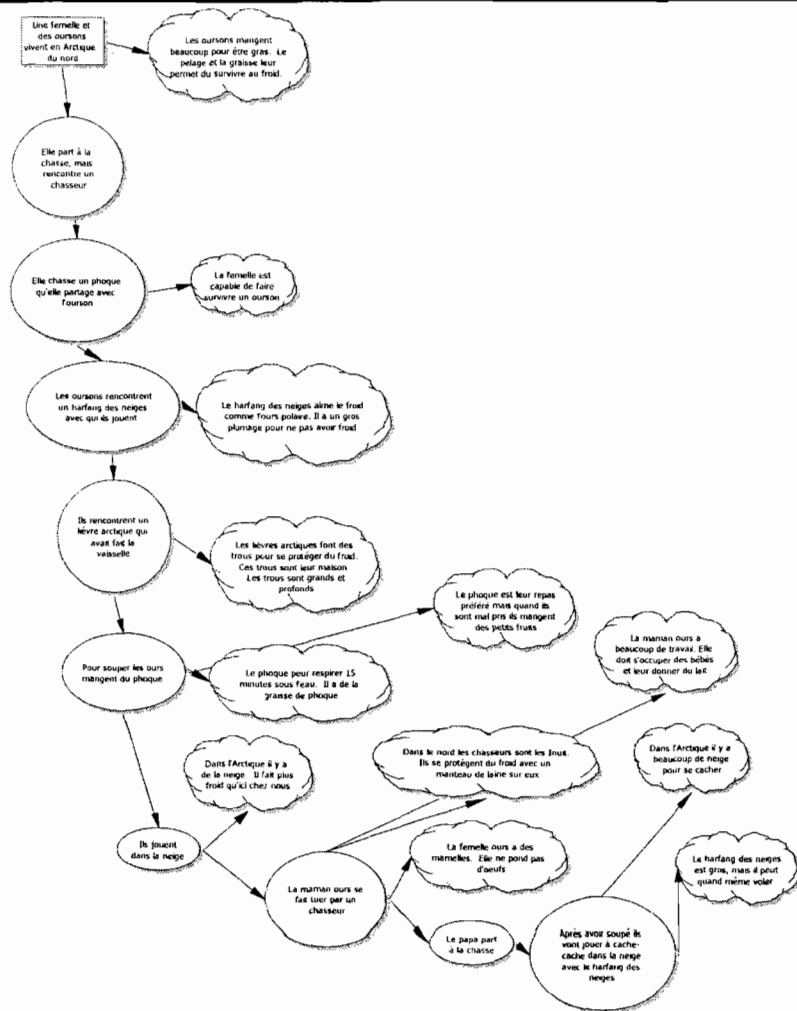 Une femelle et
des oursons
vivent en Arctique
du nord
Les oursons mangent
beaucoup pour être gras. Le
pelage et la graisse leur
permet du survivre au froid.
Elle part à la
chasse, mais
rencontre un
chasseur
Elle chasse un phoque
qu'elle partage avec
l'ourson
La femelle est
capable de faire
survivre un ourson
Les oursons rencontrent
un harfang des neiges
avec qui ils jouent
Le harfang des neiges aime le froid
comme l'ours polaire. Il a un gros
plumage pour ne pas avoir froid
Ils rencontrent un
lièvre arctique qui
avait fait la
vaisselle
Les lièvres arctiques font des
trous pour se protéger du froid.
Ces trous sont leur maison
Les trous sont grands et
profonds
Le phoque est leur repas
préféré mais quand ils
sont mal pris ils mangent
des petits fruits
Pour souper les ours
mangent du phoque
Le phoque peur respirer 15
minutes sous l'eau. Il a de la
graisse de phoque
La maman ours a
beaucoup de travail. Elle
doit s'occuper des bébés
et leur donner du lait
Dans l'Arctique il y a
de la neige Il fait plus
froid qu'ici chez nous
Dans le nord les chasseurs sont les Inuit.
Ils se protègent du froid avec un
manteau de laine sur eux
Dans l'Arctique il y a
beaucoup de neige
pour se cacher
Ils jouent
dans la neige
La maman ours se
fait tuer par un
chasseur
La femelle ours a des
mamelles. Elle ne pond pas
d'oeufs
Le harfang des neiges
est gros, mais il peut
quand même voler
Le papa part
à la chasse
Après avoir soupé ils
vont jouer à cache-
cache dans la neige
avec le harfang des
neiges